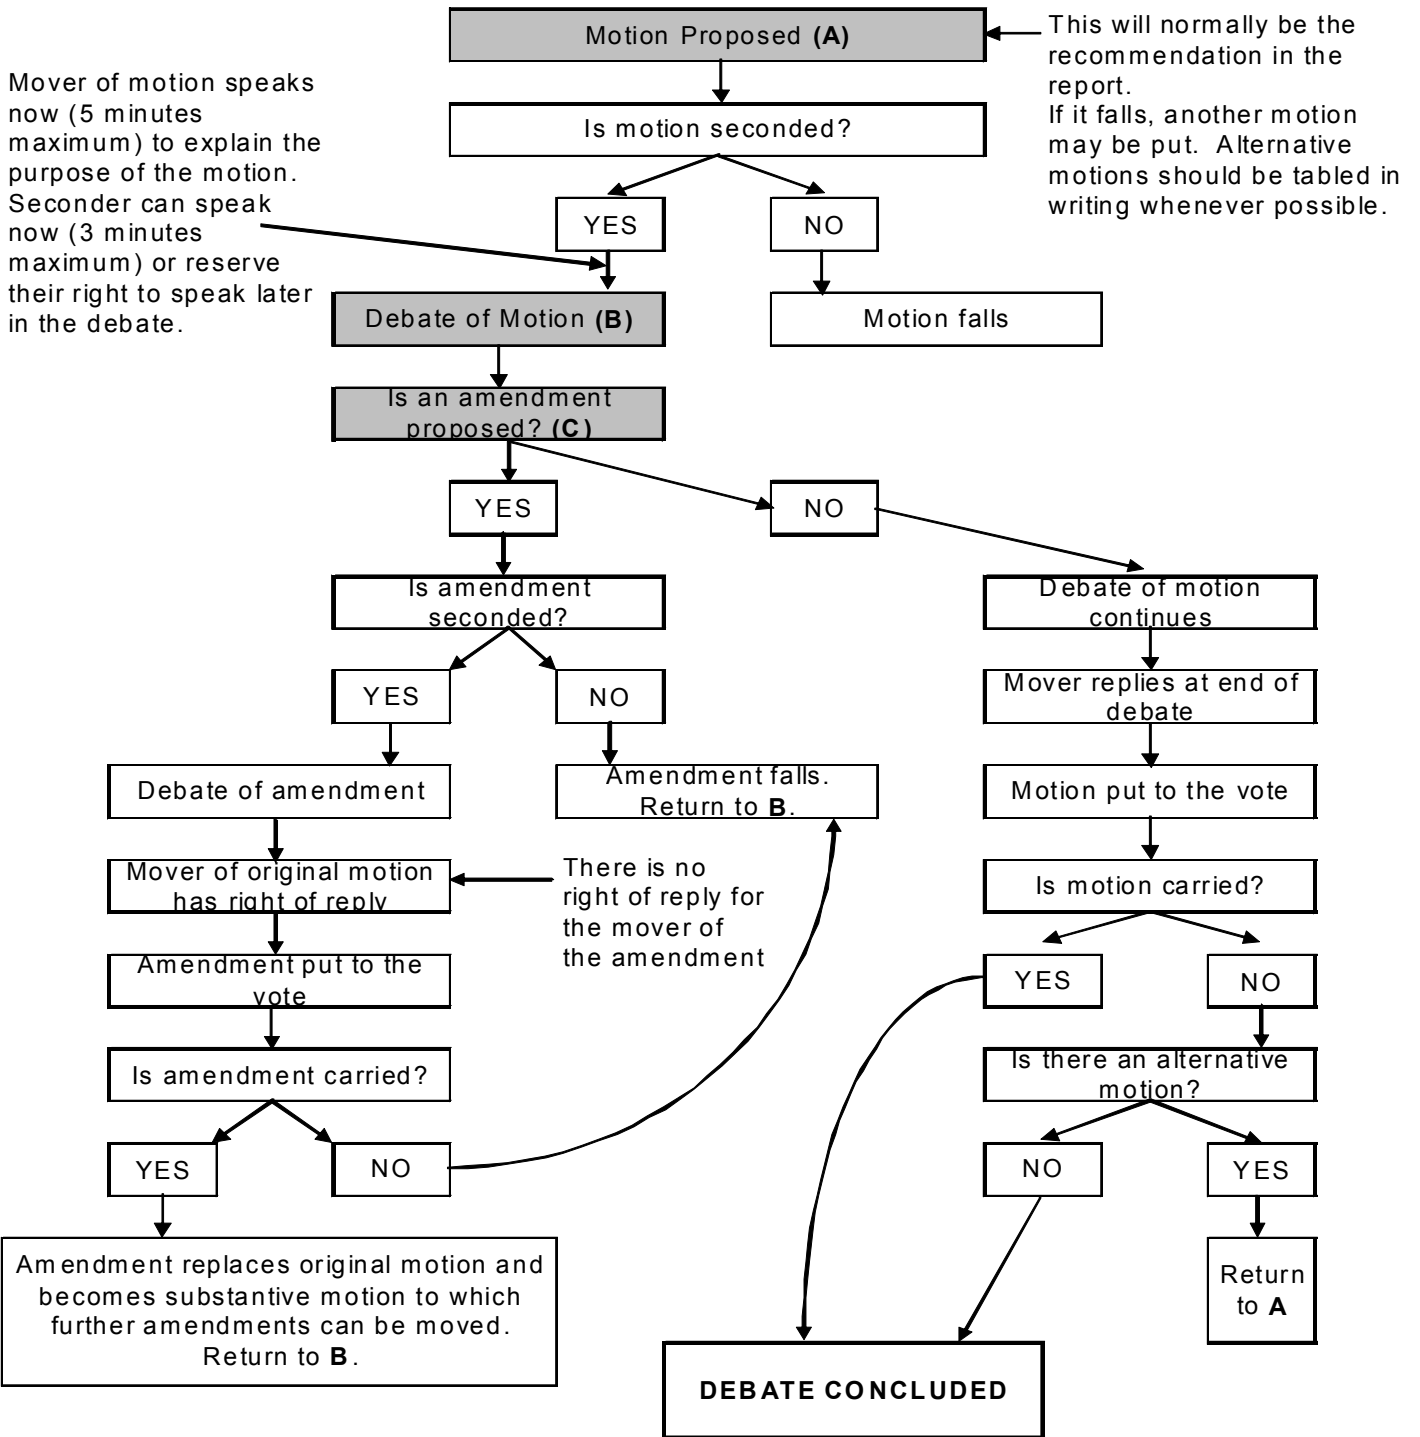 Motion Proposed (A)
This will normally be the
recommendation in the
report.
If it falls, another motion
may be put. Alternative
motions should be tabled in
writing whenever possible.
Mover of motion speaks
now (5 minutes
maximum) to explain the
purpose of the motion.
Seconder can speak
now (3 minutes
maximum) or reserve
their right to speak later
in the debate.
Is motion seconded?
YES
NO
Debate of Motion (B)
Motion falls
Is an amendment
proposed? (C)
YES
NO
Is amendment
seconded?
Debate of motion
continues
YES
NO
Mover replies at end of
debate
Debate of amendment
Amendment falls.
Return to B.
Motion put to the vote
Mover of original motion
has right of reply
There is no
right of reply for
the mover of
the amendment
Is motion carried?
Amendment put to the
vote
YES
NO
Is amendment carried?
Is there an alternative
motion?
YES
NO
NO
YES
Amendment replaces original motion and
becomes substantive motion to which
further amendments can be moved.
Return to B.
Return
to A
DEBATE CONCLUDED